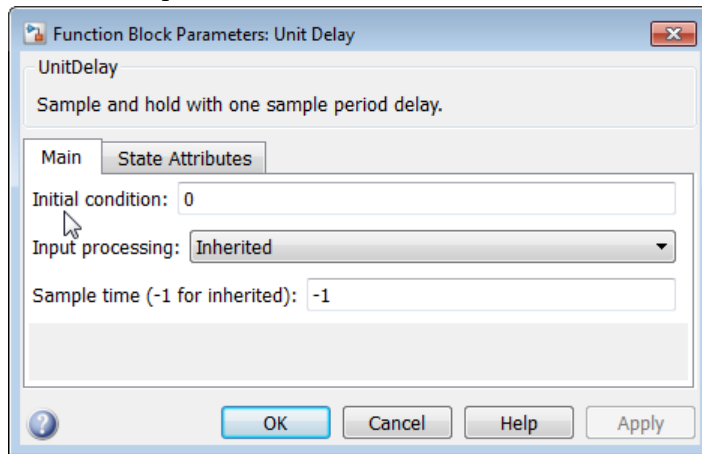 Function Block Parameters: Unit Delay
UnitDelay
Sample and hold with one sample period delay.
Main State Attributes
Initial condition: 0
Input processing: Inherited
Sample time (-1 for inherited): -1
OK Cancel Help Apply